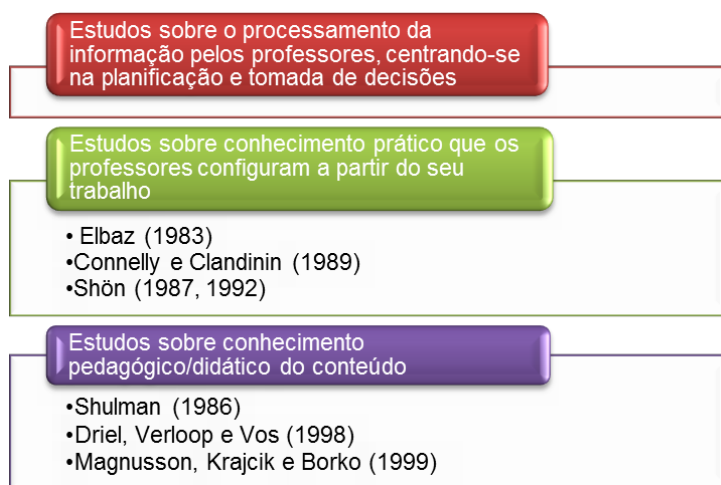 Estudos sobre o processamento da
informação pelos professores, centrando-se
na planificação e tomada de decisões
Estudos sobre conhecimento prático que os
professores configuram a partir do seu
trabalho
• Elbaz (1983)
•Connelly e Clandinin (1989)
•Shön (1987, 1992)
Estudos sobre conhecimento
pedagógico/didático do conteúdo
•Shulman (1986)
•Driel, Verloop e Vos (1998)
•Magnusson, Krajcik e Borko (1999)